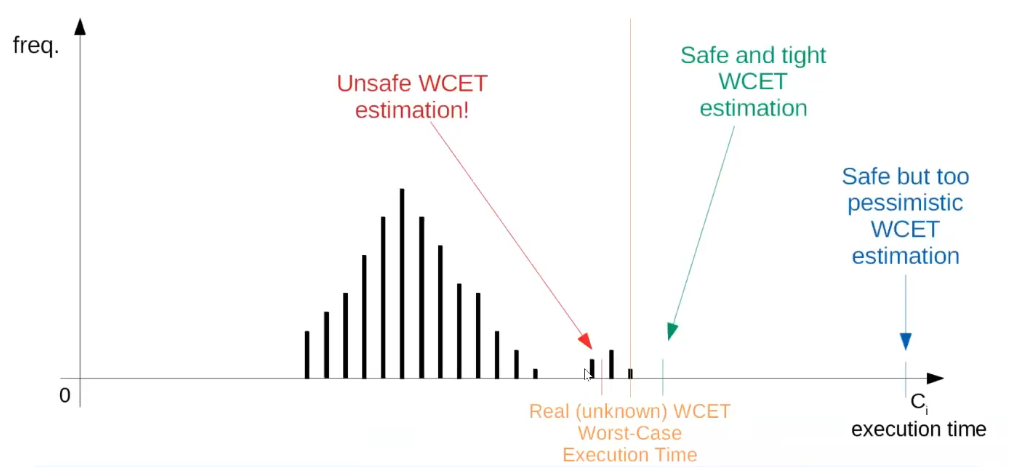 freq.
Unsafe WCET
estimation!
Safe and tight
WCET
estimation
Safe but too
pessimistic
WCET
estimation
0
Real (unknown) WCET
Worst-Case
Execution Time
Ci
execution time